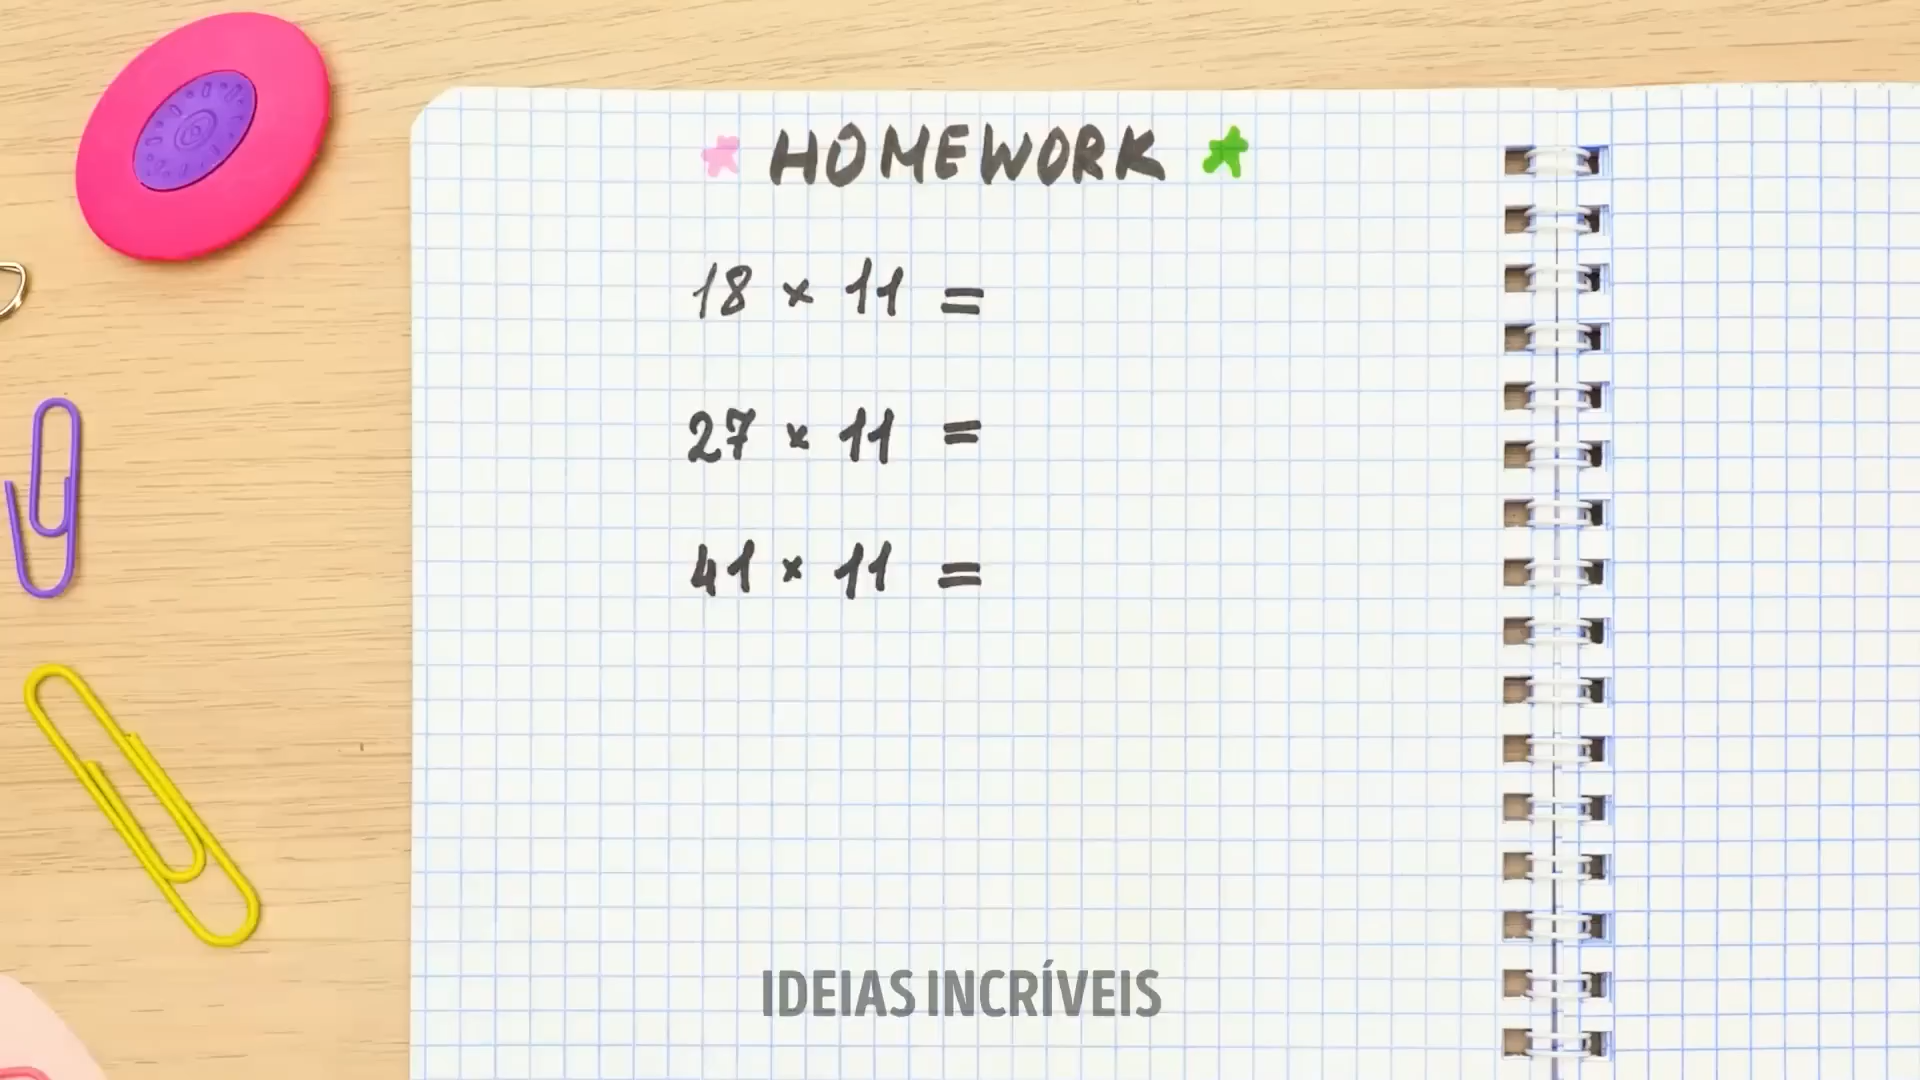 HOMEWORK
18 × 11 =
27 × 11 =
41 × 11 =
IDEIAS INCRÍVEIS